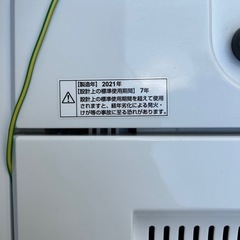 【製造年】 2021年
【設計上の標準使用期間】 7年
設計上の標準使用期間を超えて使用
されますと、経年劣化による発火・
けが等の事故に至る恐れがあります。